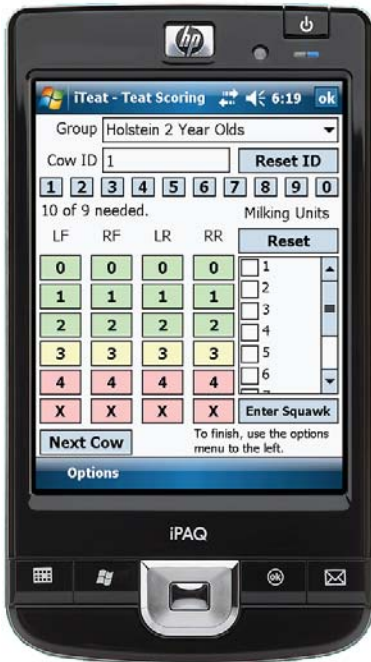 hp
iTeat - Teat Scoring 6:19 ok
Group Holstein 2 Year Olds
Cow ID 1 Reset ID
1 2 3 4 5 6 7 8 9 0
10 of 9 needed. Milking Units
LF RF LR RR Reset
0 0 0 0 1
1 1 1 1 2
2 2 2 2 3
3 3 3 3 4
4 4 4 4 5
X X X X 6
Enter Squawk
Next Cow To finish, use the options
menu to the left.
Options
iPAQ
ok